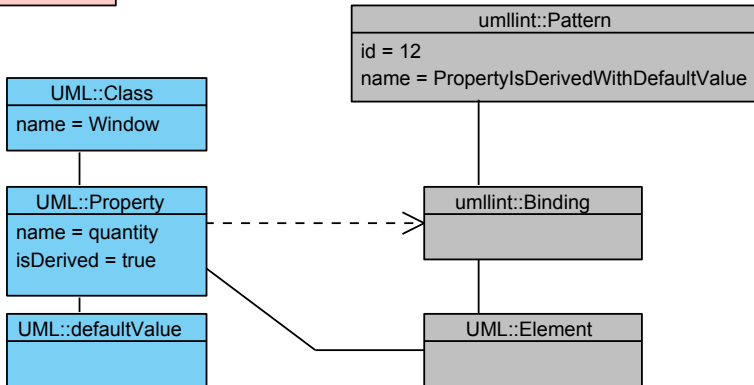 umllint::Pattern
id = 12
name = PropertyIsDerivedWithDefaultValue
UML::Class
name = Window
UML::Property
name = quantity
isDerived = true
umllint::Binding
UML::defaultValue
UML::Element